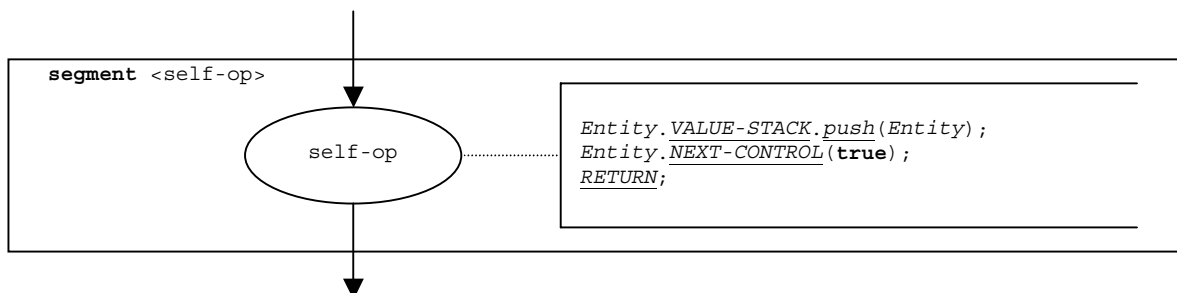 segment <self-op>
self-op
Entity.VALUE-STACK.push(Entity);
Entity.NEXT-CONTROL(true);
RETURN;